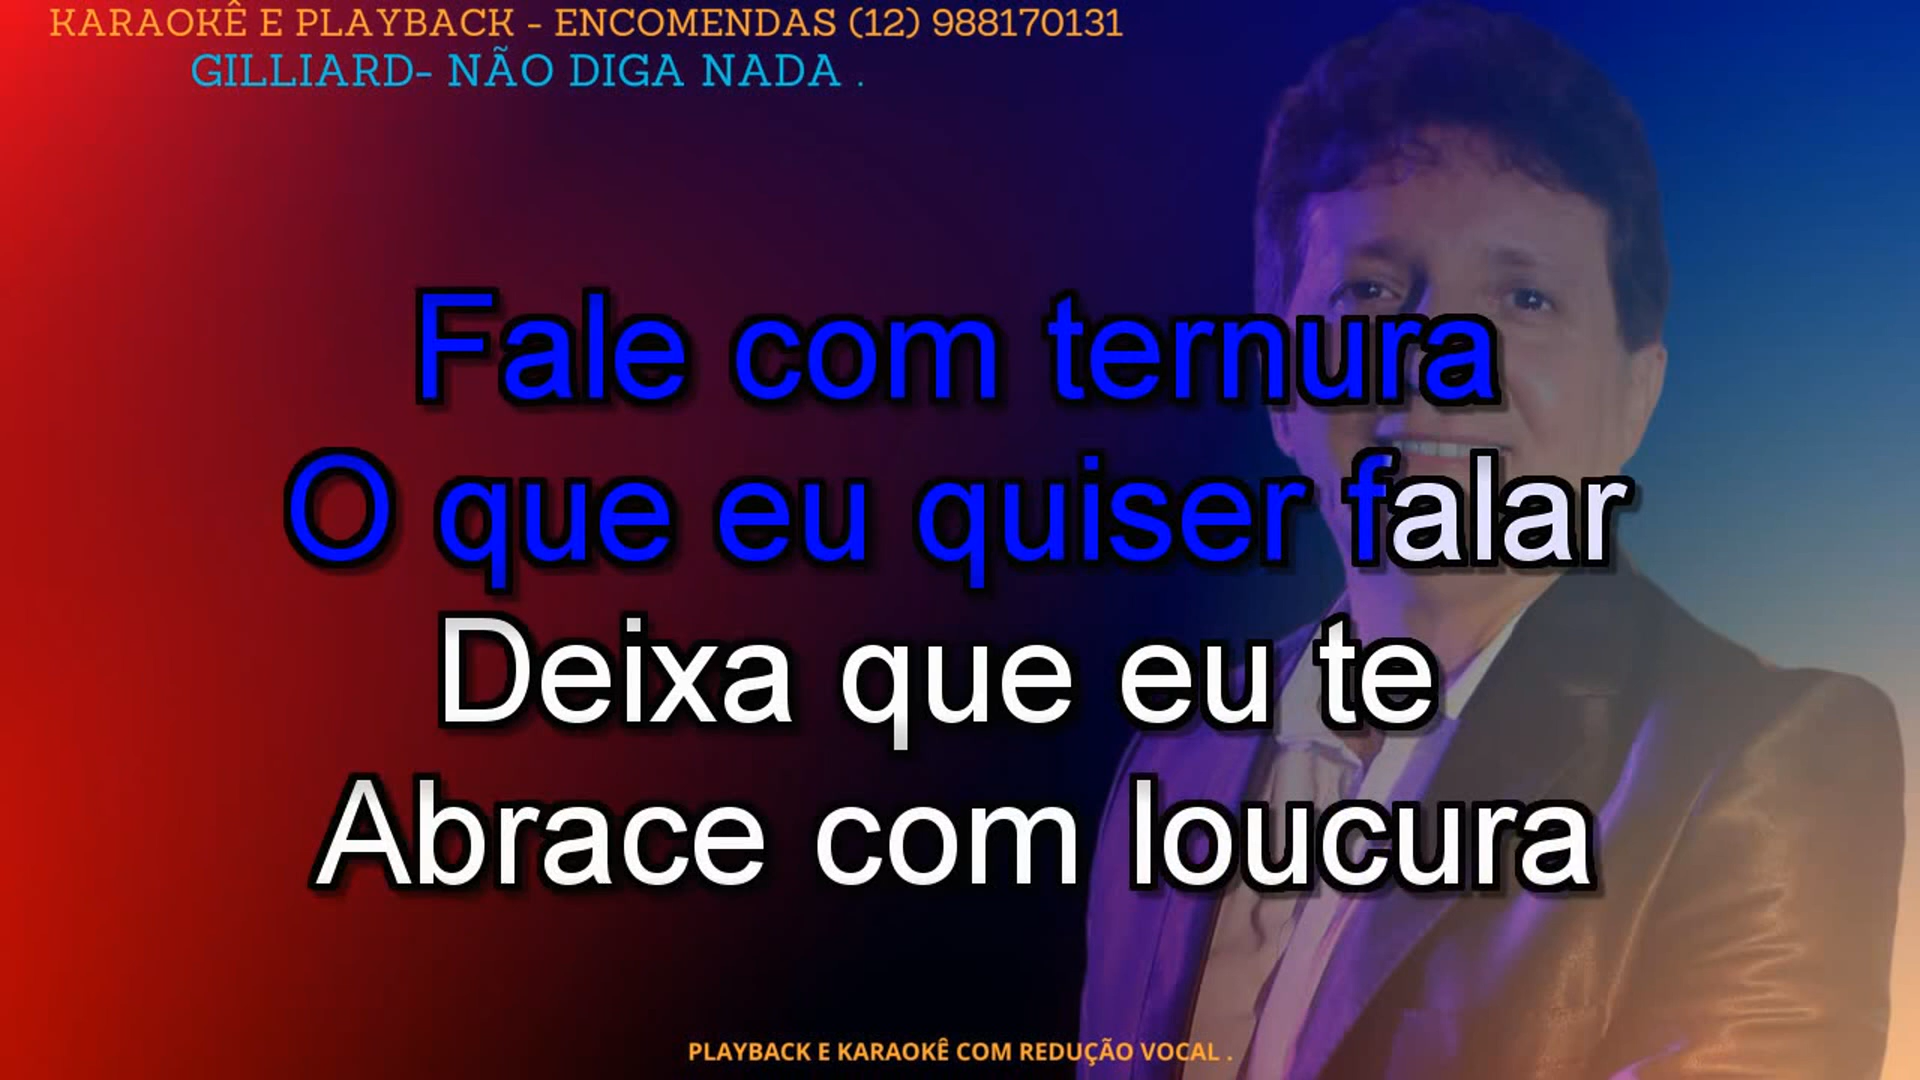 KARAOKÊ E PLAYBACK - ENCOMENDAS (12) 988170131
GILLIARD- NÃO DIGA NADA .
Fale com ternura
O que eu quiser falar
Deixa que eu te
Abrace com loucura
PLAYBACK E KARAOKÊ COM REDUÇÃO VOCAL .